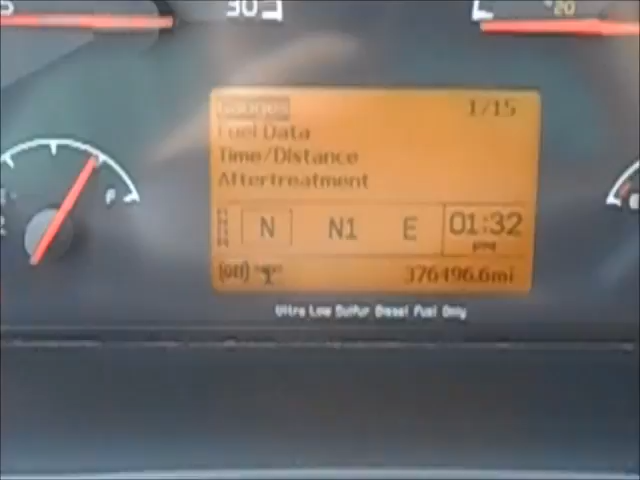 30
20
Gauges 1/15
Fuel Data
Time/Distance
Aftertreatment
N N1 E 01:32
pm
376496.6mi
Ultra Low Sulfur Diesel Fuel Only
F